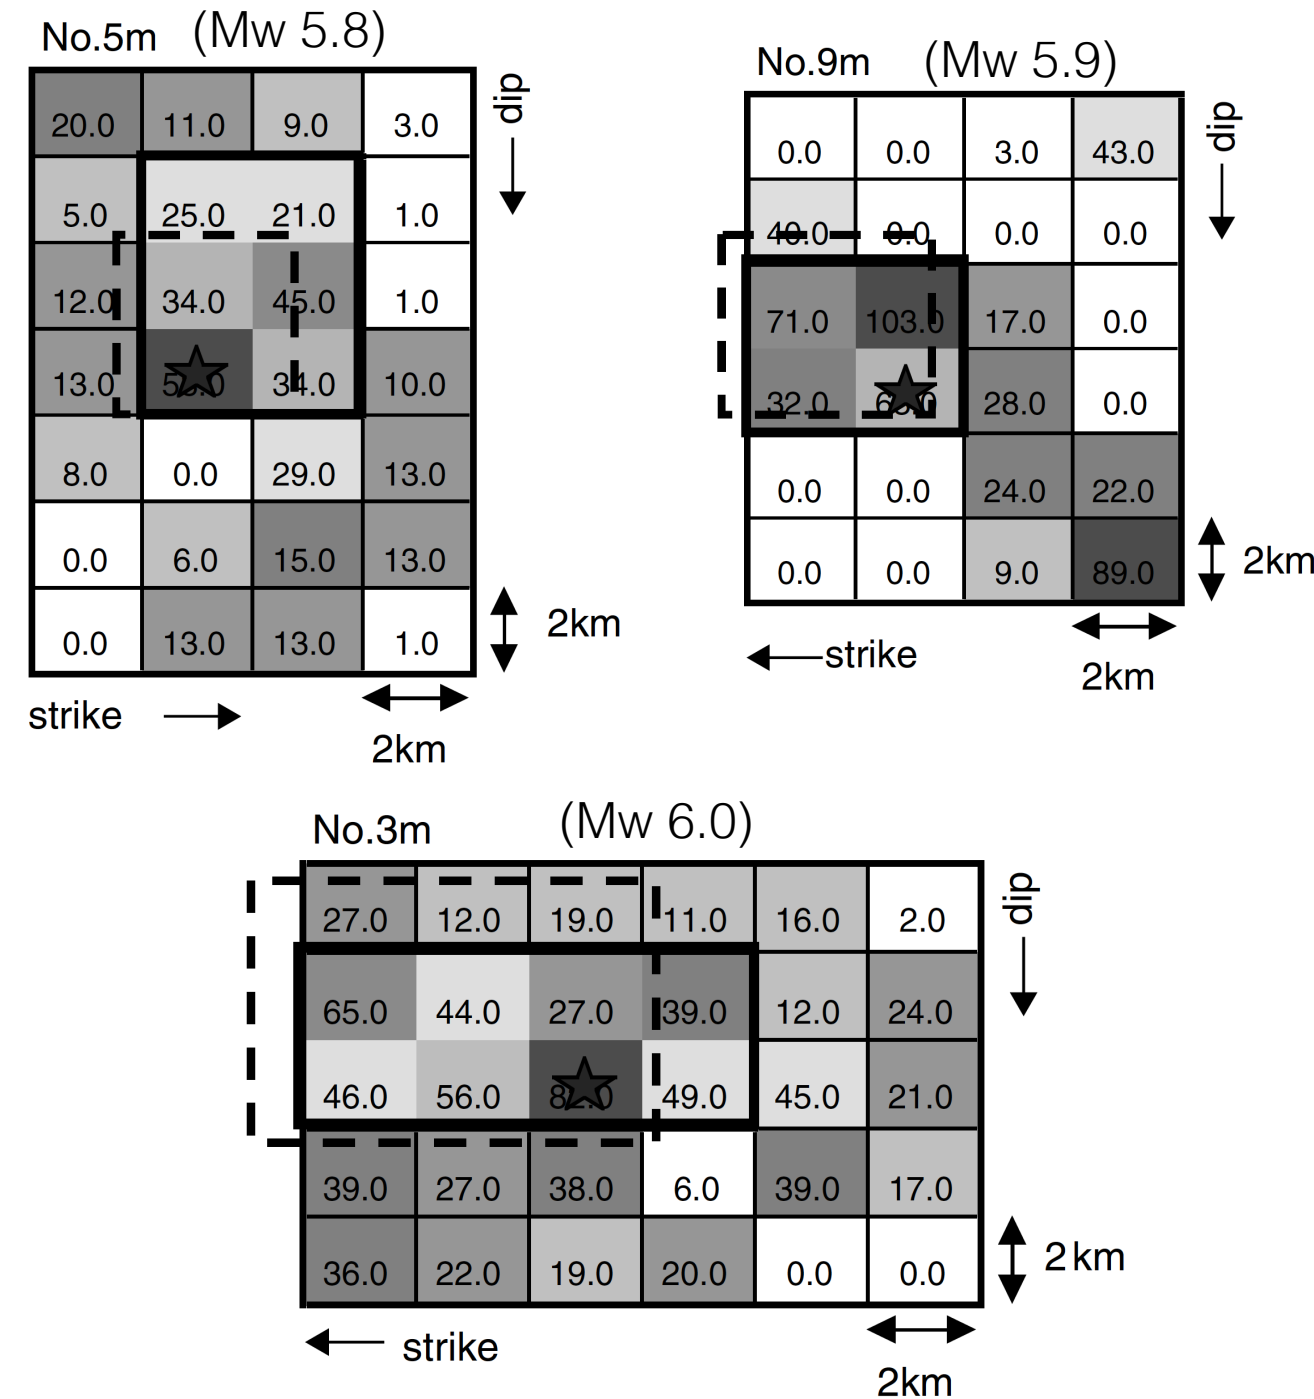 No.5m (Mw 5.8)
20.0 11.0 9.0 3.0
5.0 25.0 21.0 1.0
12.0 34.0 45.0 1.0
13.0 34.0 10.0
8.0 0.0 29.0 13.0
0.0 6.0 15.0 13.0
0.0 13.0 13.0 1.0
dip
2km
strike
2km
No.9m (Mw 5.9)
0.0 0.0 3.0 43.0
40.0 0.0 0.0 0.0
71.0 103.0 17.0 0.0
32.0 28.0 0.0
0.0 0.0 24.0 22.0
0.0 0.0 9.0 89.0
dip
2km
strike
2km
No.3m (Mw 6.0)
27.0 12.0 19.0 11.0 16.0 2.0
65.0 44.0 27.0 39.0 12.0 24.0
46.0 56.0 49.0 45.0 21.0
39.0 27.0 38.0 6.0 39.0 17.0
36.0 22.0 19.0 20.0 0.0 0.0
dip
2km
strike
2km